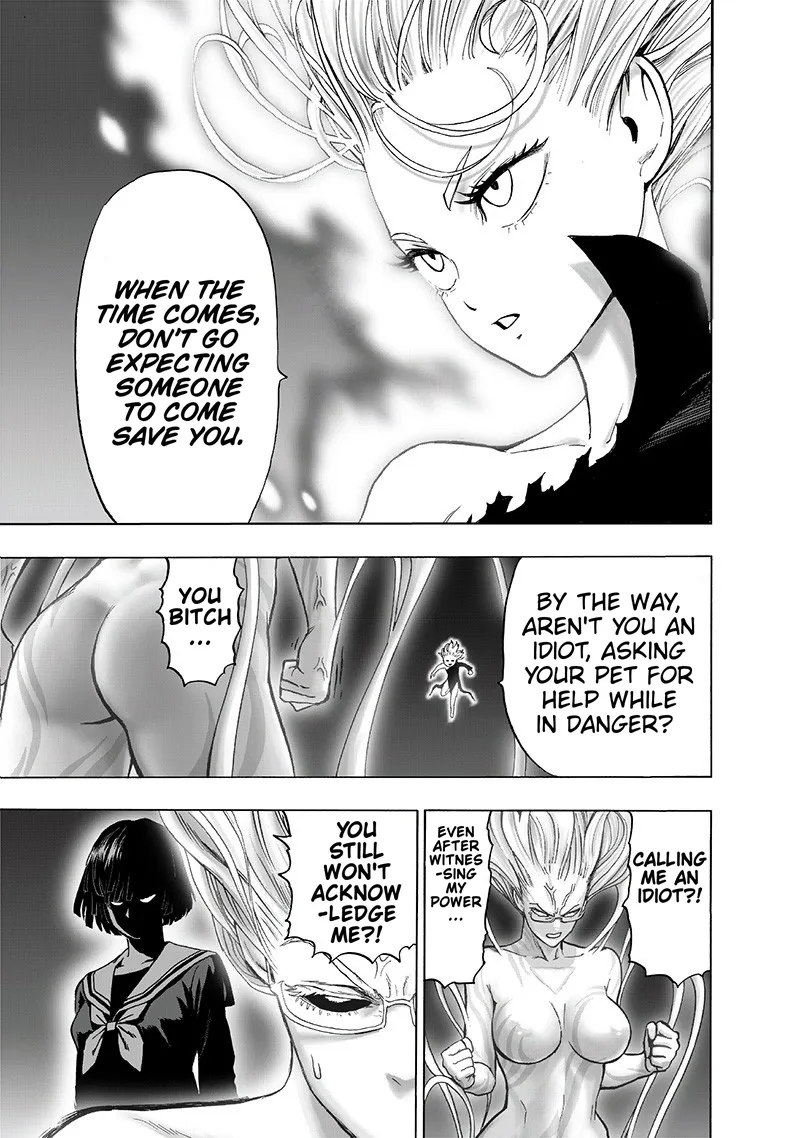 WHEN THE
TIME COMES,
DON'T GO
EXPECTING
SOMEONE
TO COME
SAVE YOU.
BY THE WAY,
AREN'T YOU AN
IDIOT, ASKING
YOUR PET FOR
HELP WHILE
IN DANGER?
YOU
BITCH
...
CALLING
ME AN
IDIOT?!
EVEN
AFTER
WITNES
-SING
MY
POWER
...
YOU
STILL
WON'T
ACKNOW
-LEDGE
ME?!